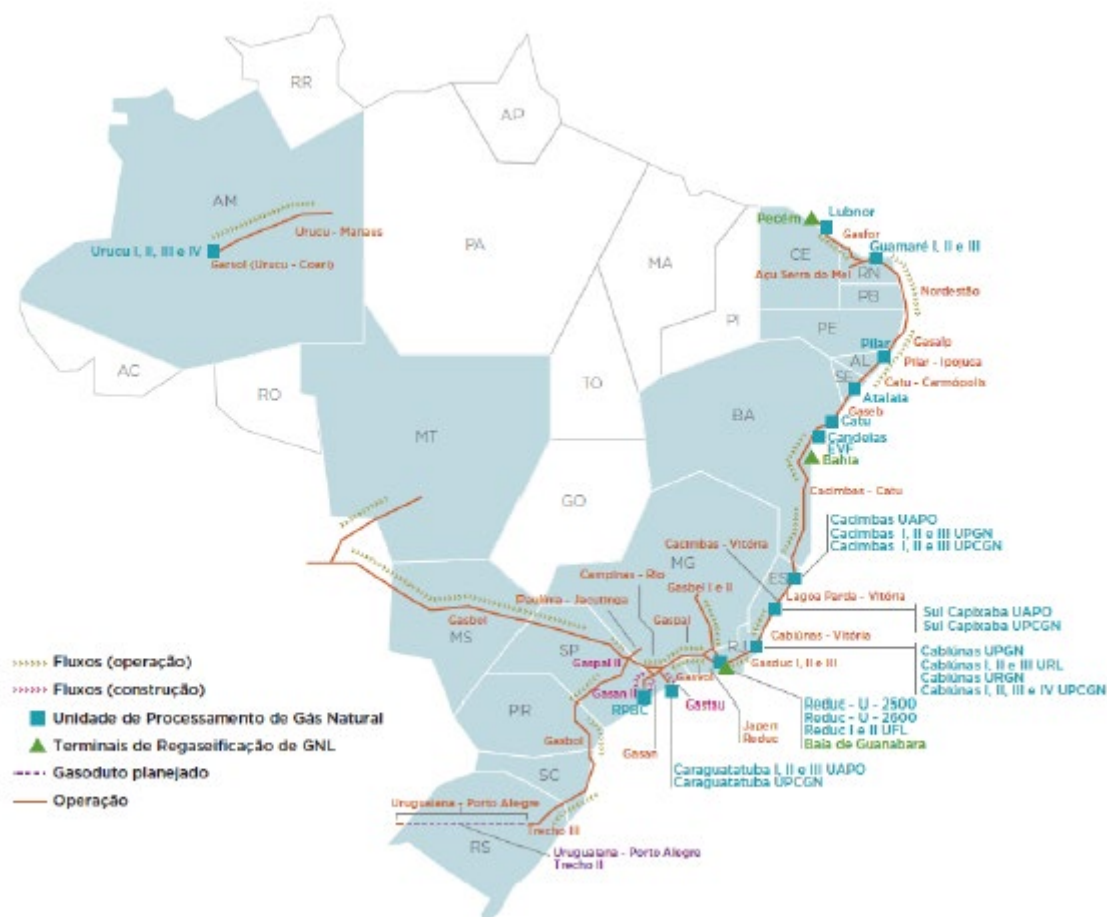 RR
AP
AM
Urucu - Manaus
Urucu I, II, III e IV
Garsol (Urucu - Coari)
PA
MA
PI
Pecém
Lubnor
Gasfor
Guamaré I, II e III
CE
Açu Serra do Mel
RN
PB
Nordestão
PE
Pilar
Gasalp
AL
Pilar - Ipojuca
SE
Catu - Carmópolis
Atalaia
Gaseb
Catu
Candeias
EVF
Bahia
AC
RO
TO
BA
MT
GO
Cacimbas - Catu
Cacimbas UAPO
Cacimbas I, II e III UPGN
Cacimbas I, II e III UPCGN
Cacimbas - Vitória
MG
ES
Campinas - Rio
Gasbel I e II
Lagoa Parda - Vitória
Paulínia - Jacutinga
Sul Capixaba UAPO
Sul Capixaba UPCGN
Gasbol
MS
Gaspal
Cabiúnas - Vitória
SP
RJ
Gaspal II
Gasduc I, II e III
Cabiúnas UPGN
Cabiúnas I, II e III URL
Cabiúnas URGN
Cabiúnas I, II, III e IV UPCGN
Gasvol
Gasan II
RPBC
Gastau
Reduc - U - 2500
Reduc - U - 2600
Reduc I e II UFL
Baía de Guanabara
Japeri
Reduc
Gasan
PR
Gasbol
Caraguatatuba I, II e III UAPO
Caraguatatuba UPCGN
SC
Uruguaiana - Porto Alegre
Trecho III
RS
Uruguaiana - Porto Alegre
Trecho II
Fluxos (operação)
Fluxos (construção)
Unidade de Processamento de Gás Natural
Terminais de Regaseificação de GNL
Gasoduto planejado
Operação